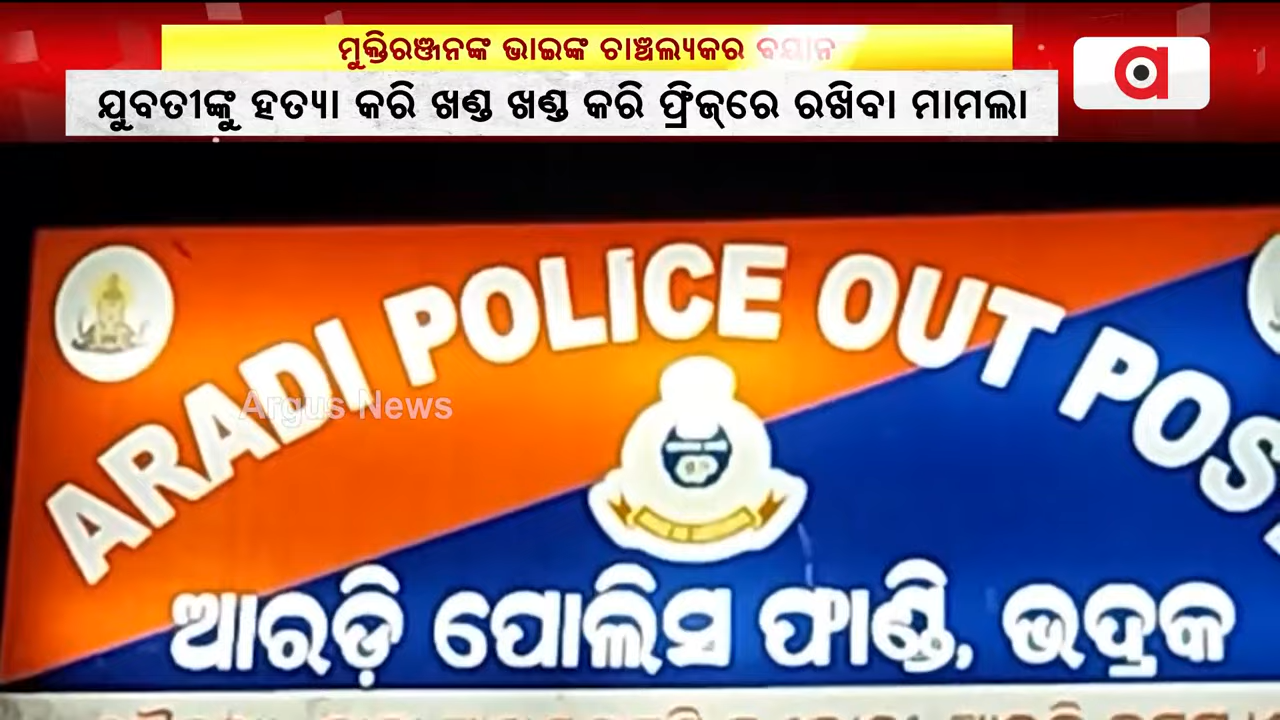 ମୁକ୍ତିରଞ୍ଜନଙ୍କ ଭାଇଙ୍କ ଚାଞ୍ଚଲ୍ୟକର ବୟାନ
ଯୁବତୀଙ୍କୁ ହତ୍ୟା କରି ଖଣ୍ଡ ଖଣ୍ଡ କରି ଫ୍ରିଜ୍‌ରେ ରଖିବା ମାମଲା
a
ARADI POLICE OUT POST
Argus News
ଆରଡ଼ି ପୋଲିସ ଫାଣ୍ଡି, ଭଦ୍ରକ